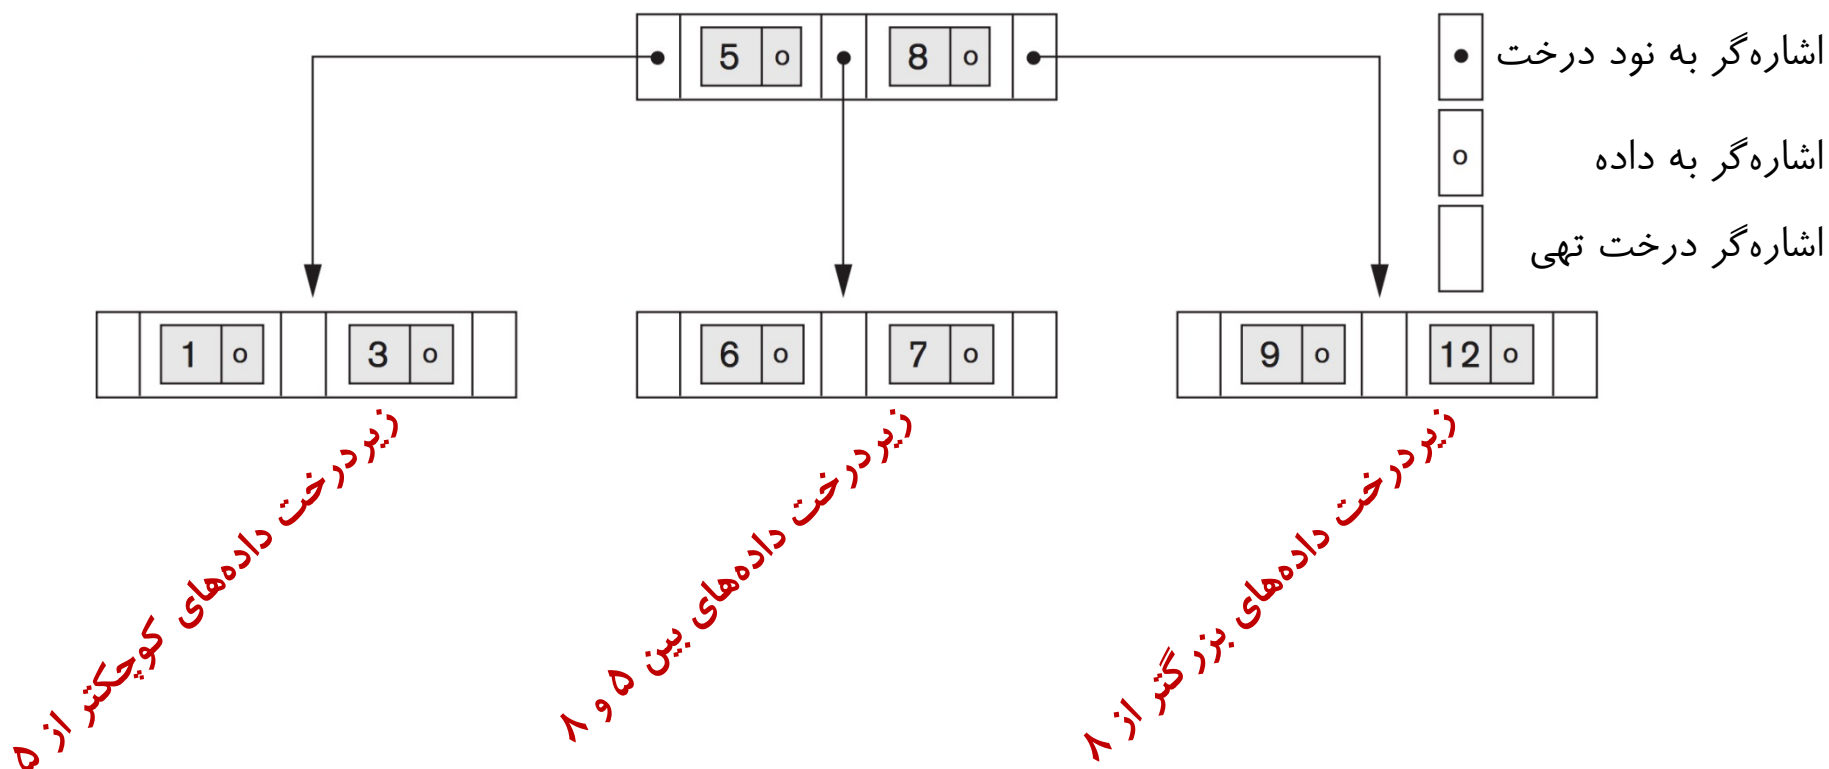 5 o 8 o
اشاره‌گر به نود درخت
o اشاره‌گر به داده
اشاره‌گر درخت تهی
1 o 3 o
6 o 7 o
9 o 12 o
زیردرخت داده‌های کوچکتر از ۵
زیردرخت داده‌های بین ۵ و ۸
زیردرخت داده‌های بزرگتر از ۸